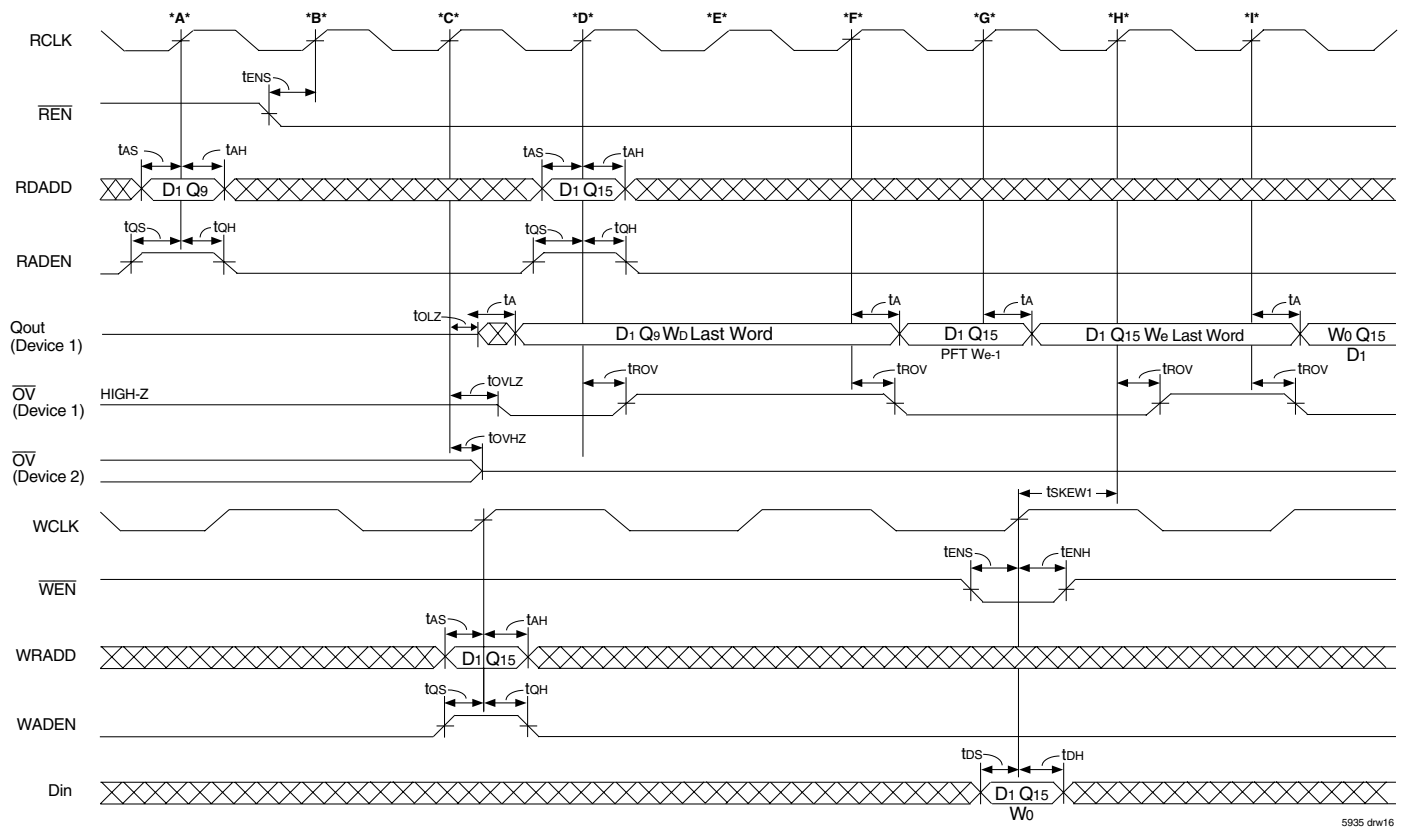 *A* *B* *C* *D* *E* *F* *G* *H* *I*
RCLK
tENS
REN
tAS tAH tAS tAH
RDADD D1 Q9 D1 Q15
tQS tQH tQS tQH
RADEN
tOLZ tA tA tA tA
Qout D1 Q9 WD Last Word D1 Q15 D1 Q15 We Last Word W0 Q15
(Device 1) PFT We-1 D1
tOVLZ tROV tROV tROV tROV
OV HIGH-Z
(Device 1)
tOVHZ
OV
(Device 2)
tSKEW1
WCLK
tENS tENH
WEN
tAS tAH
WRADD D1 Q15
tQS tQH
WADEN
tDS tDH
Din D1 Q15
W0
5935 drw16